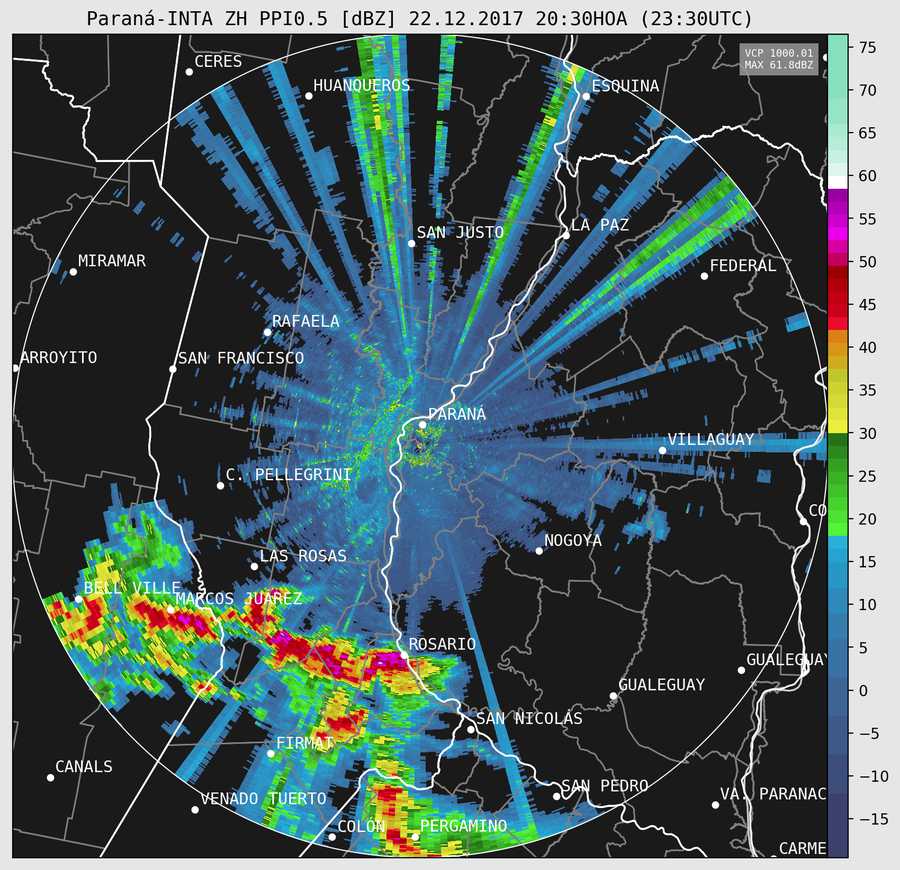 Paraná-INTA ZH PPI0.5 [dBZ] 22.12.2017 20:30HOA (23:30UTC)
VCP 1000.01
MAX 61.8dBZ
CERES
HUANQUEROS
ESQUINA
SAN JUSTO
LA PAZ
MIRAMAR
FEDERAL
RAFAELA
ARROYITO
SAN FRANCISCO
PARANÁ
VILLAGUAY
C. PELLEGRINI
CO
NOGOYA
LAS ROSAS
BELL VILLE
MARCOS JUÁREZ
ROSARIO
GUALEGUAY
GUALEGUAY
SAN NICOLÁS
FIRMAT
CANALS
SAN PEDRO
VENADO TUERTO
VA. PARANAC
COLÓN
PERGAMINO
CARME
75
70
65
60
55
50
45
40
35
30
25
20
15
10
5
0
−5
−10
−15